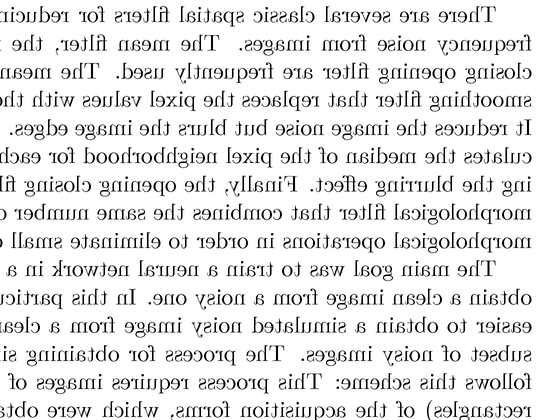 There are several classic spatial filters for reducin
frequency noise from images. The mean filter, the
closing opening filter are frequently used. The mean
smoothing filter that replaces the pixel values with the
It reduces the image noise but blurs the image edges.
culates the median of the pixel neighborhood for each
ing the blurring effect. Finally, the opening closing fil
morphological filter that combines the same number o
morphological operations in order to eliminate small
The main goal was to train a neural network in a
obtain a clean image from a noisy one. In this particu
easier to obtain a simulated noisy image from a clea
subset of noisy images. The process for obtaining si
follows this scheme: This process requires images of
rectangles) of the acquisition forms, which were obta